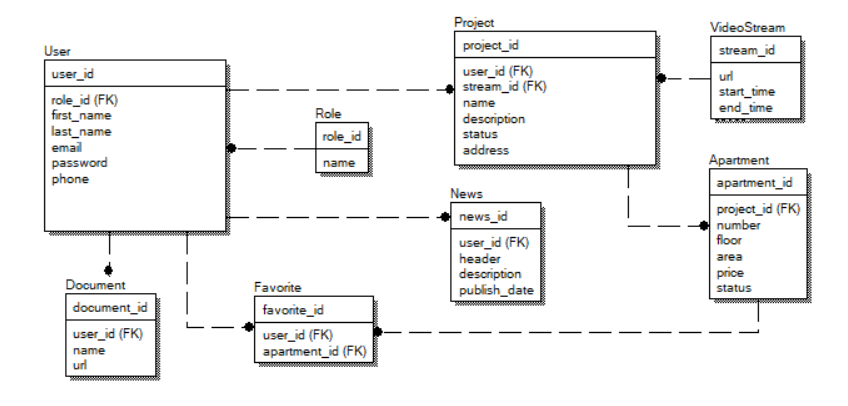 User
user_id
role_id (FK)
first_name
last_name
email
password
phone
Role
role_id
name
Project
project_id
user_id (FK)
stream_id (FK)
name
description
status
address
VideoStream
stream_id
url
start_time
end_time
Apartment
apartment_id
project_id (FK)
number
floor
area
price
status
News
news_id
user_id (FK)
header
description
publish_date
Document
document_id
user_id (FK)
name
url
Favorite
favorite_id
user_id (FK)
apartment_id (FK)